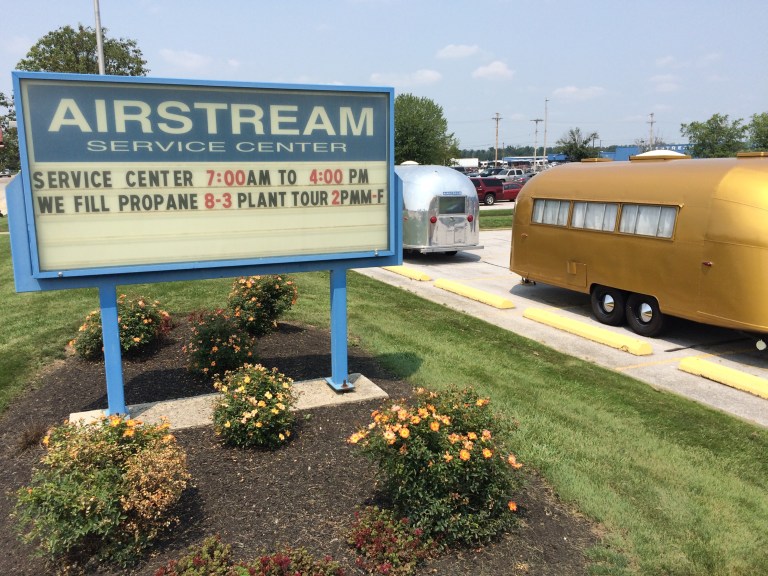 AIRSTREAM
SERVICE CENTER
SERVICE CENTER 7:00AM TO 4:00 PM
WE FILL PROPANE 8-3 PLANT TOUR 2PMM-F